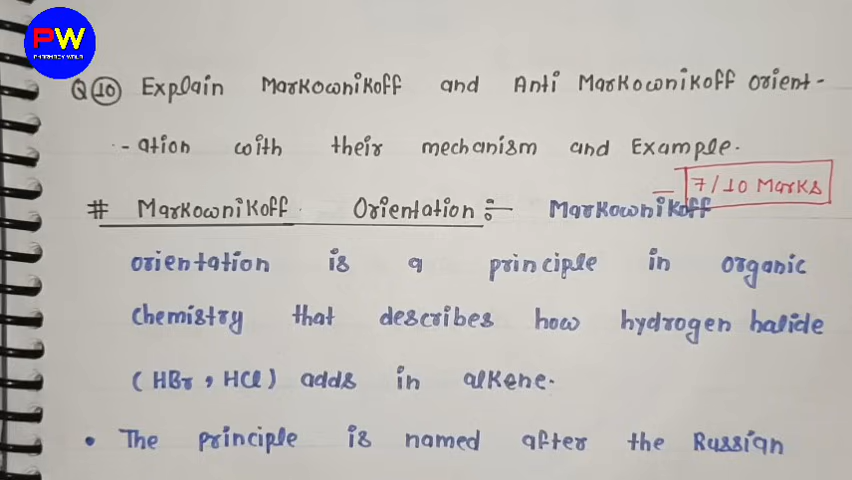 PW
PHARMACY WALA
Q (10) Explain Markownikoff and Anti Markownikoff orient-
- ation with their mechanism and Example.
— 7/10 Marks
# Markownikoff Orientation :— Markownikoff
orientation is a principle in organic
chemistry that describes how hydrogen halide
(HBr, HCl) adds in alkene.
• The principle is named after the Russian